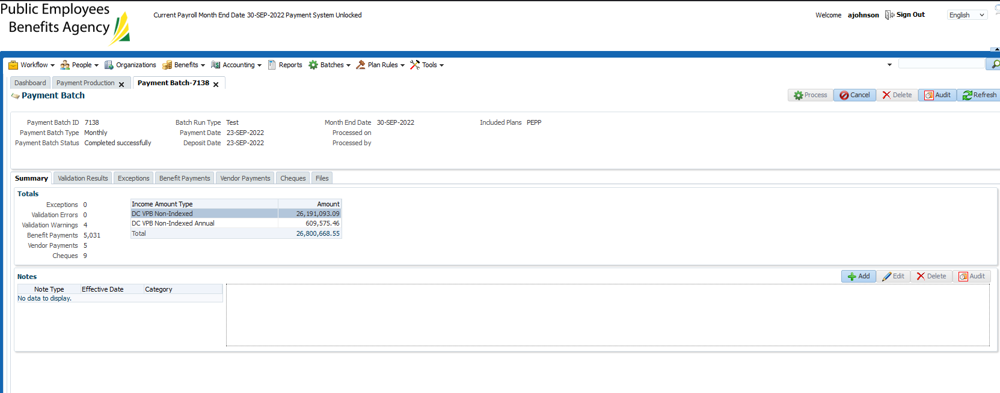 Public Employees
Benefits Agency
Current Payroll Month End Date 30-SEP-2022 Payment System Unlocked
Welcome ajohnson Sign Out English
Workflow People Organizations Benefits Accounting Reports Batches Plan Rules Tools
Dashboard Payment Production Payment Batch-7138
Payment Batch
Process Cancel Delete Audit Refresh
Payment Batch ID 7138 Batch Run Type Test Month End Date 30-SEP-2022 Included Plans PEPP
Payment Batch Type Monthly Payment Date 23-SEP-2022 Processed on
Payment Batch Status Completed successfully Deposit Date 23-SEP-2022 Processed by
Summary Validation Results Exceptions Benefit Payments Vendor Payments Cheques Files
Totals
Exceptions 0
Validation Errors 0
Validation Warnings 4
Benefit Payments 5,031
Vendor Payments 5
Cheques 9
Income Amount Type Amount
DC VPB Non-Indexed 26,191,093.09
DC VPB Non-Indexed Annual 609,575.46
Total 26,800,668.55
Notes
Add Edit Delete Audit
Note Type Effective Date Category
No data to display.